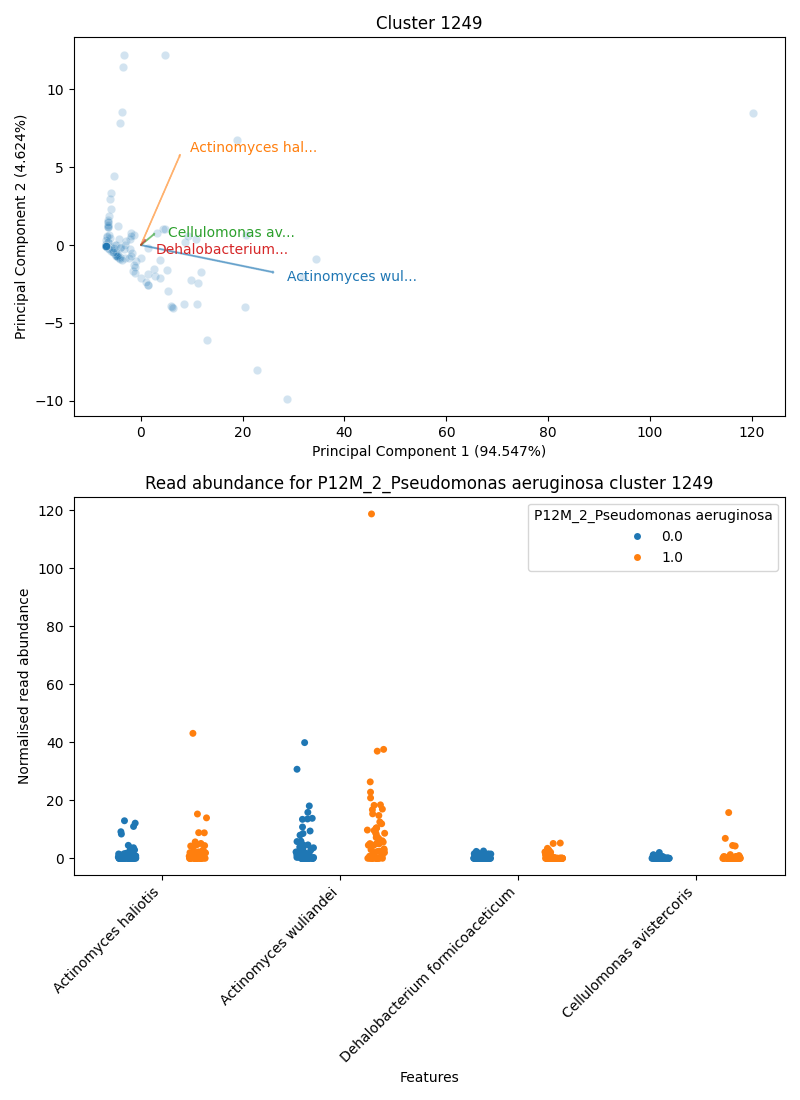 Cluster 1249
10
5
0
−5
−10
Principal Component 2 (4.624%)
Actinomyces hal...
Cellulomonas av...
Dehalobacterium...
Actinomyces wul...
0 20 40 60 80 100 120
Principal Component 1 (94.547%)
Read abundance for P12M_2_Pseudomonas aeruginosa cluster 1249
P12M_2_Pseudomonas aeruginosa
0.0
1.0
120
100
80
60
40
20
0
Normalised read abundance
Actinomyces haliotis
Actinomyces wuliandei
Dehalobacterium formicoaceticum
Cellulomonas avistercoris
Features